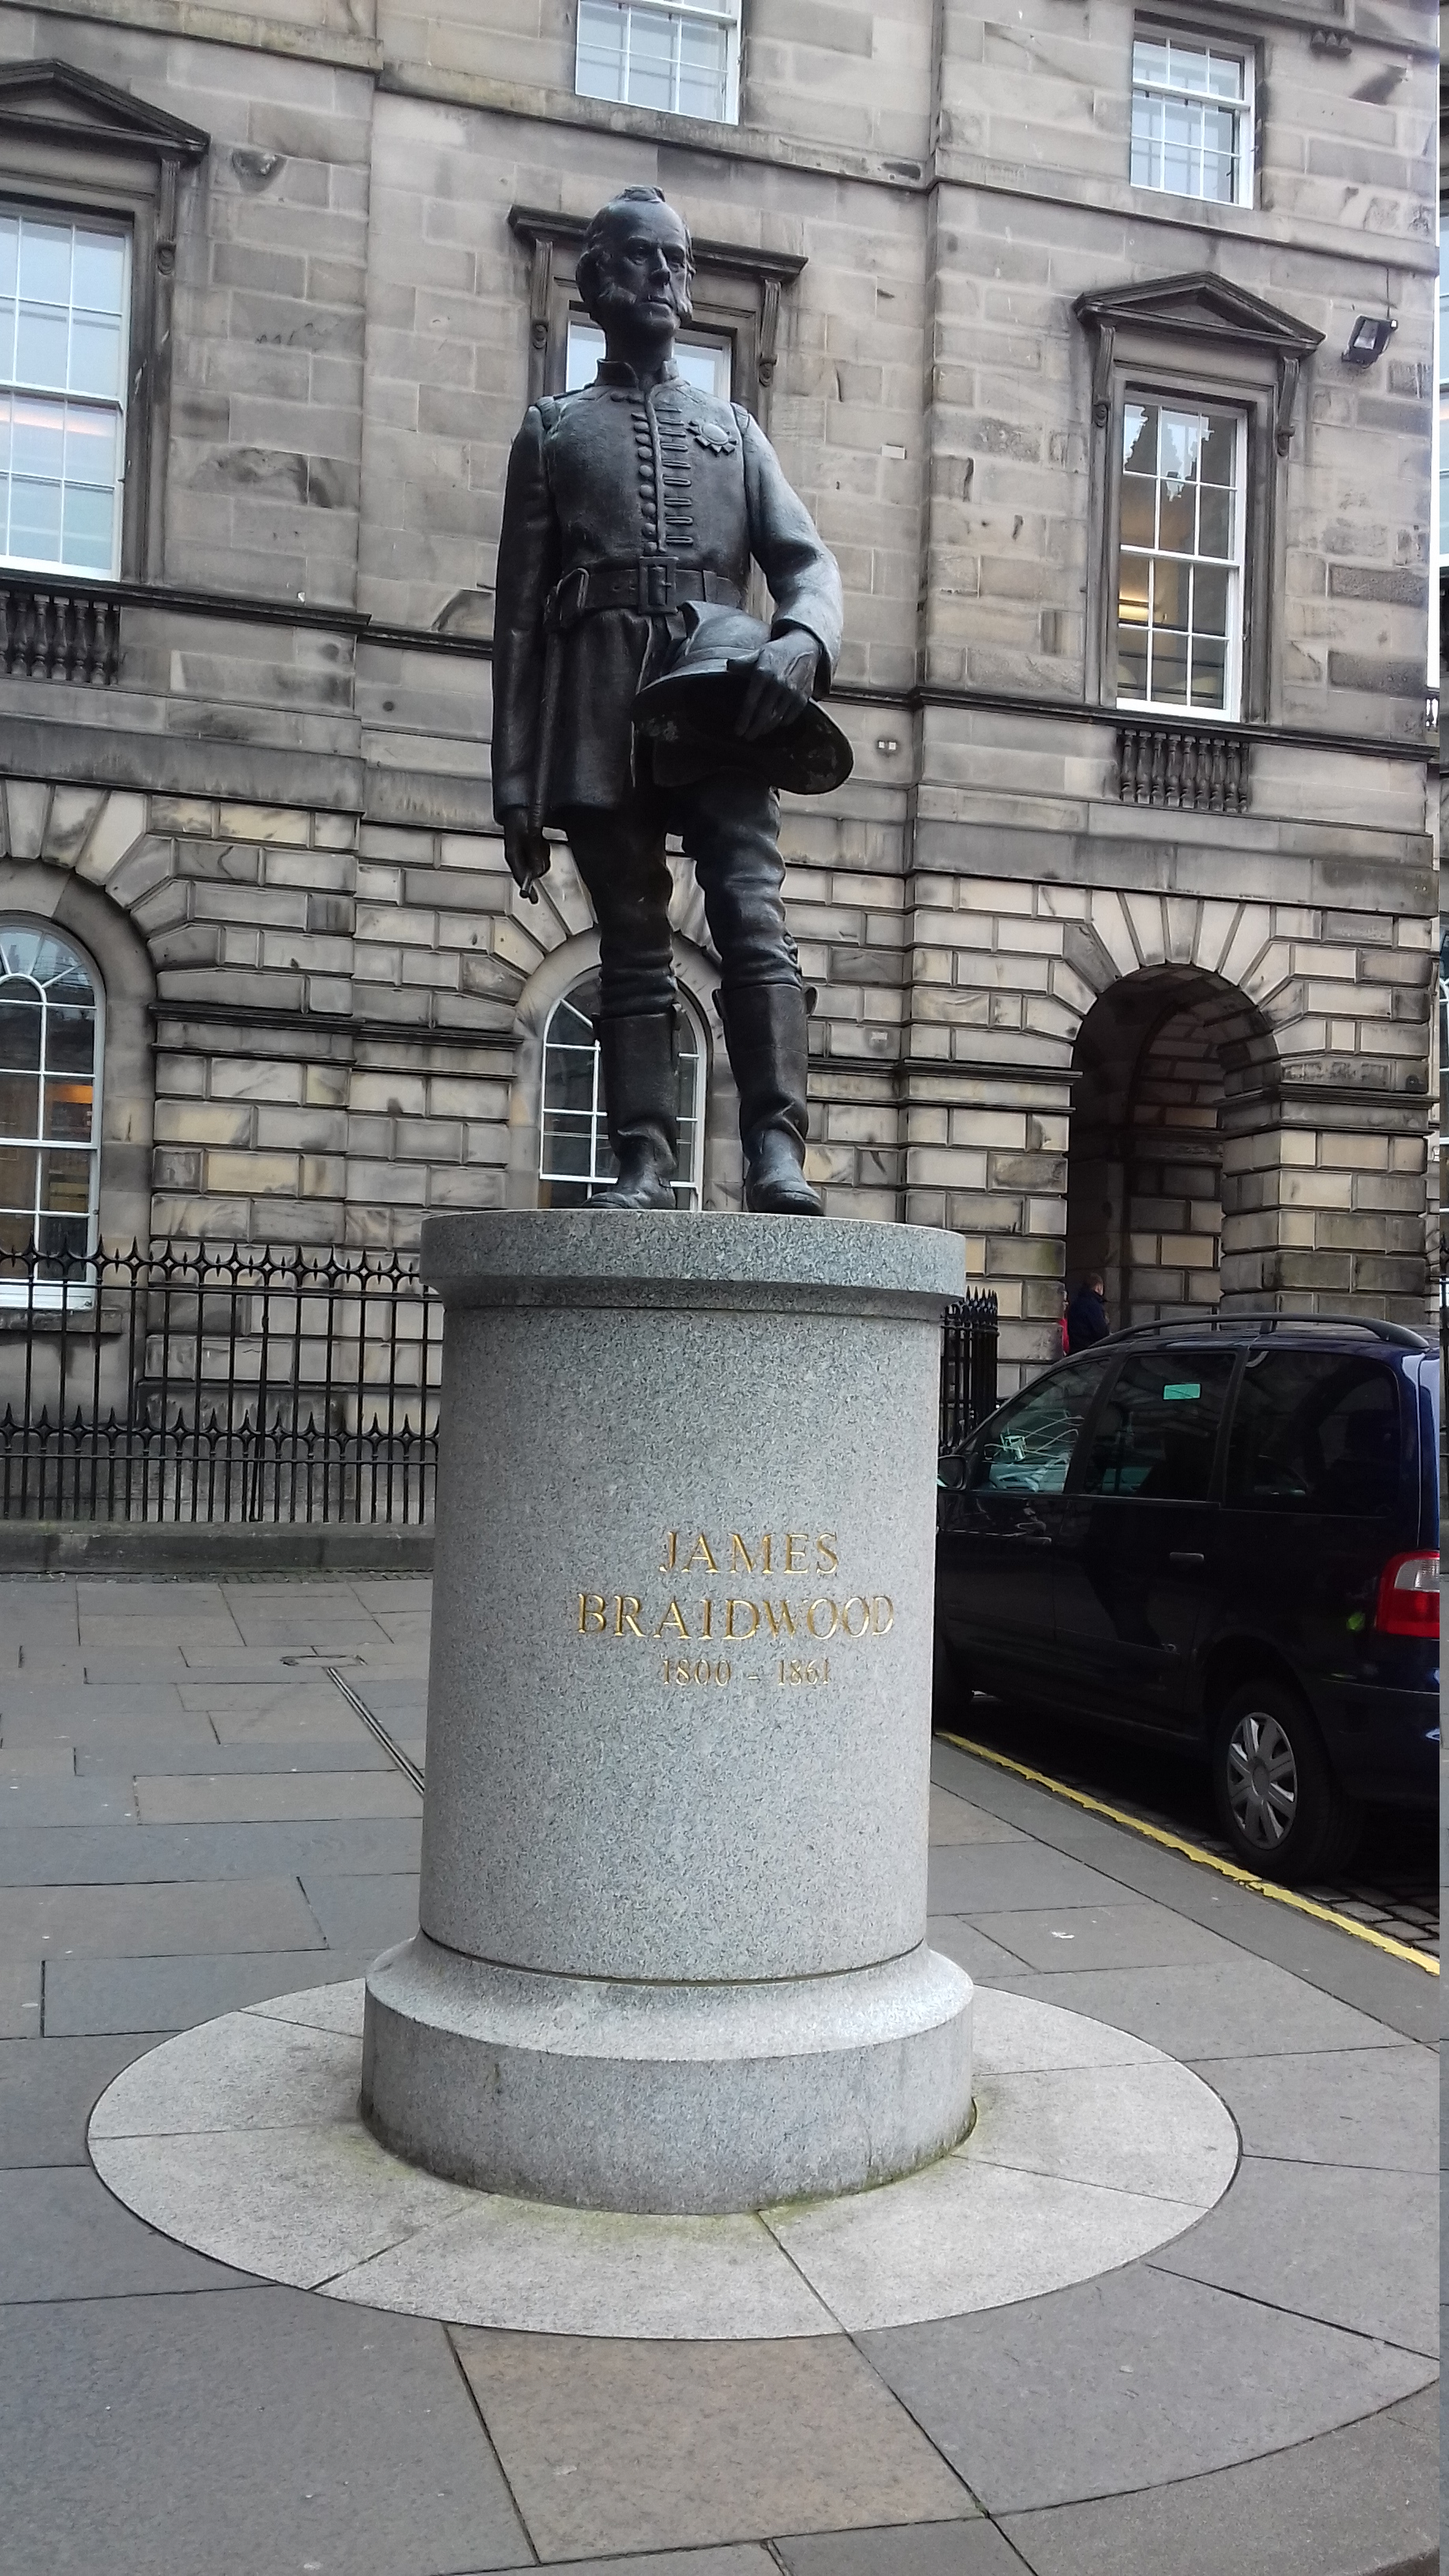 JAMES
BRAIDWOOD
1800 – 1861